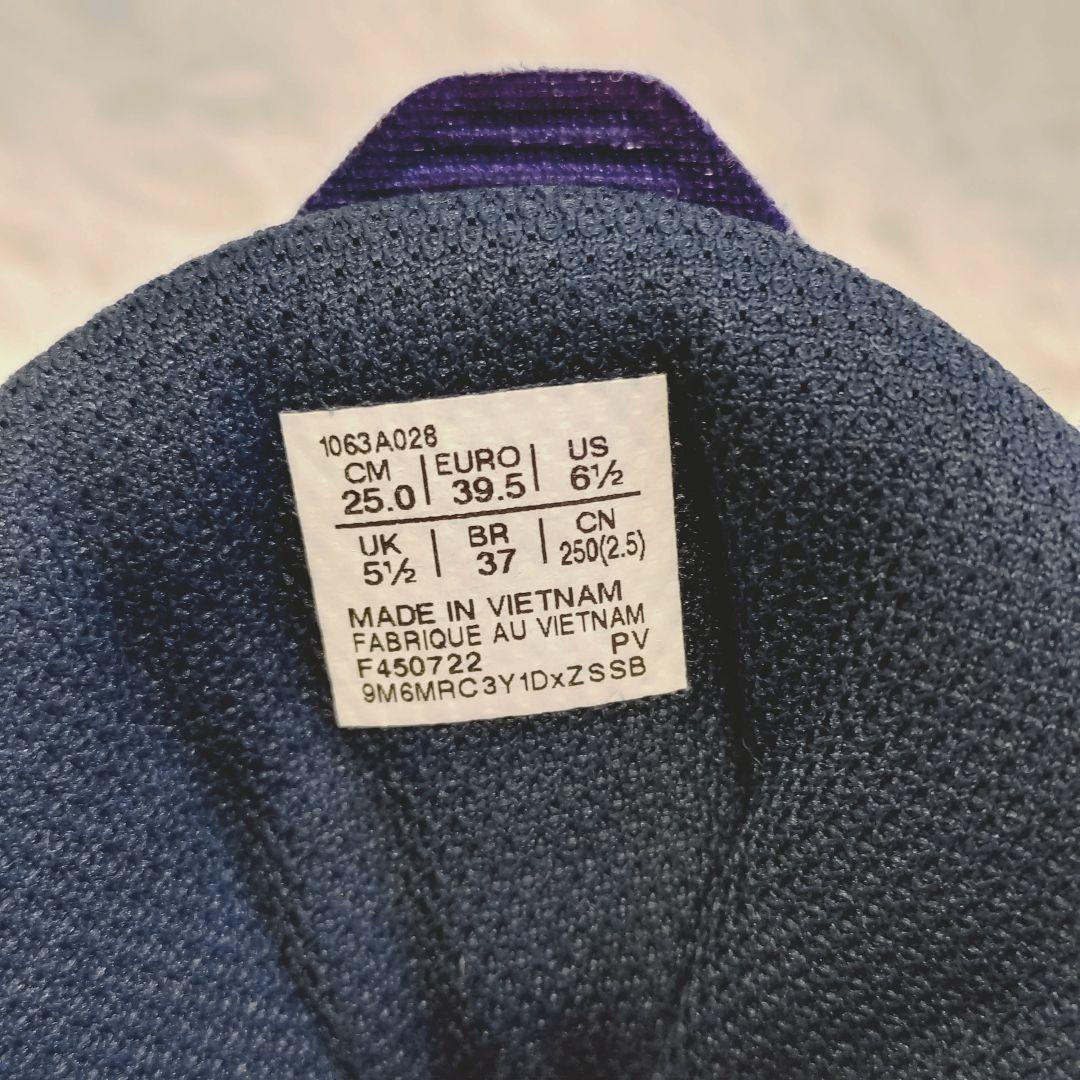 1063A028
CM | EURO | US
25.0 | 39.5 | 6½
UK | BR | CN
5½ | 37 | 250(2.5)
MADE IN VIETNAM
FABRIQUE AU VIETNAM
F450722 PV
9M6MRC3Y1DxZSSB